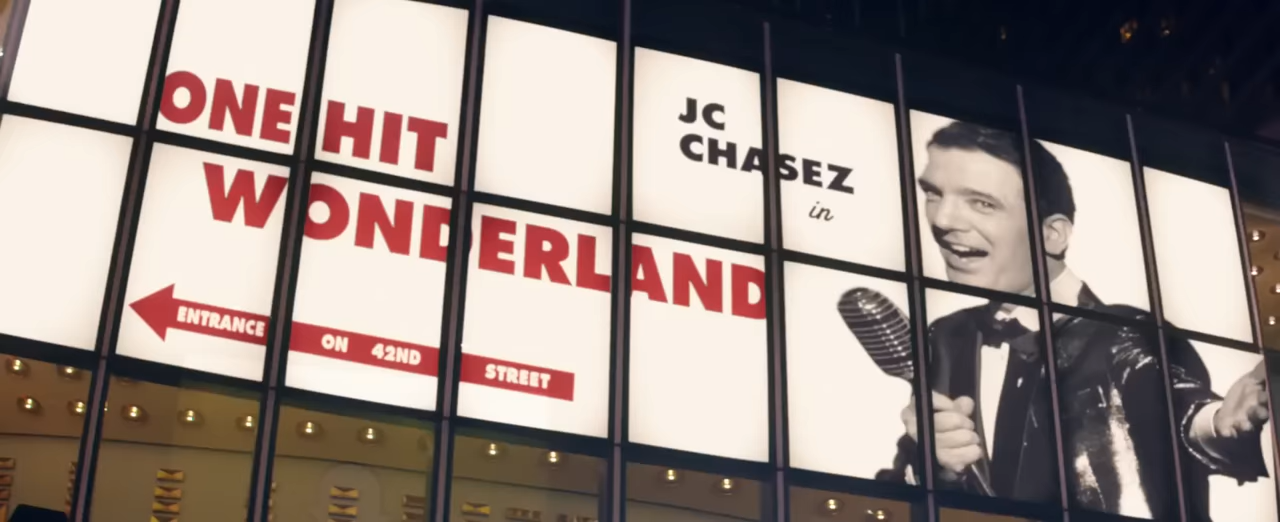 ONE HIT
WONDERLAND
ENTRANCE ON 42ND STREET
JC
CHASEZ
in